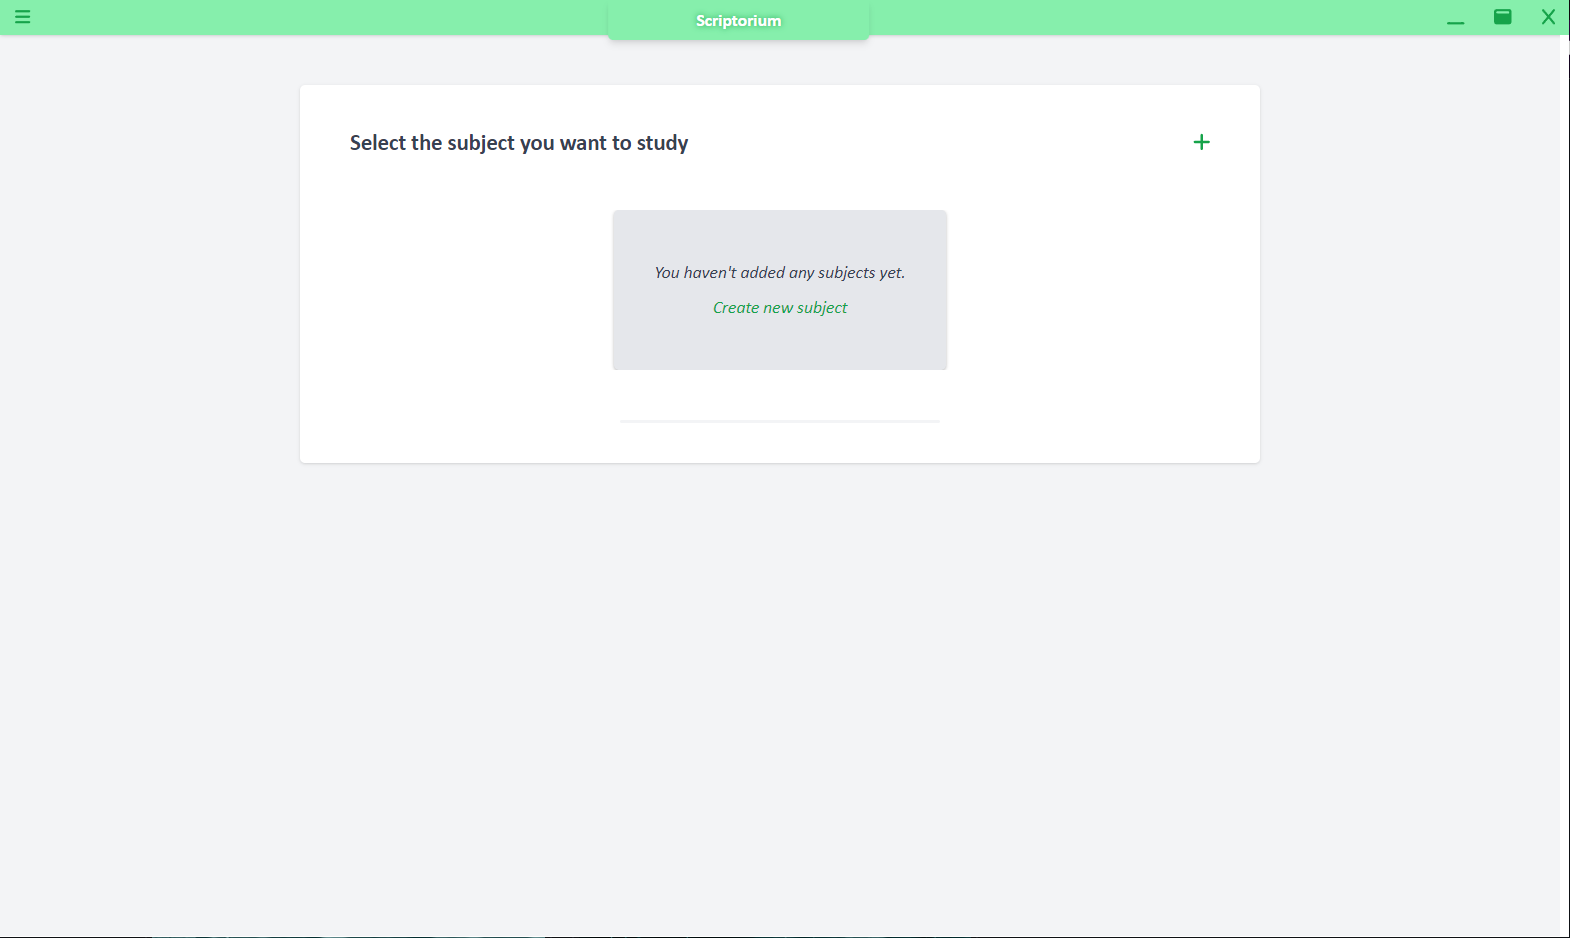 Scriptorium
Select the subject you want to study
You haven't added any subjects yet.
Create new subject